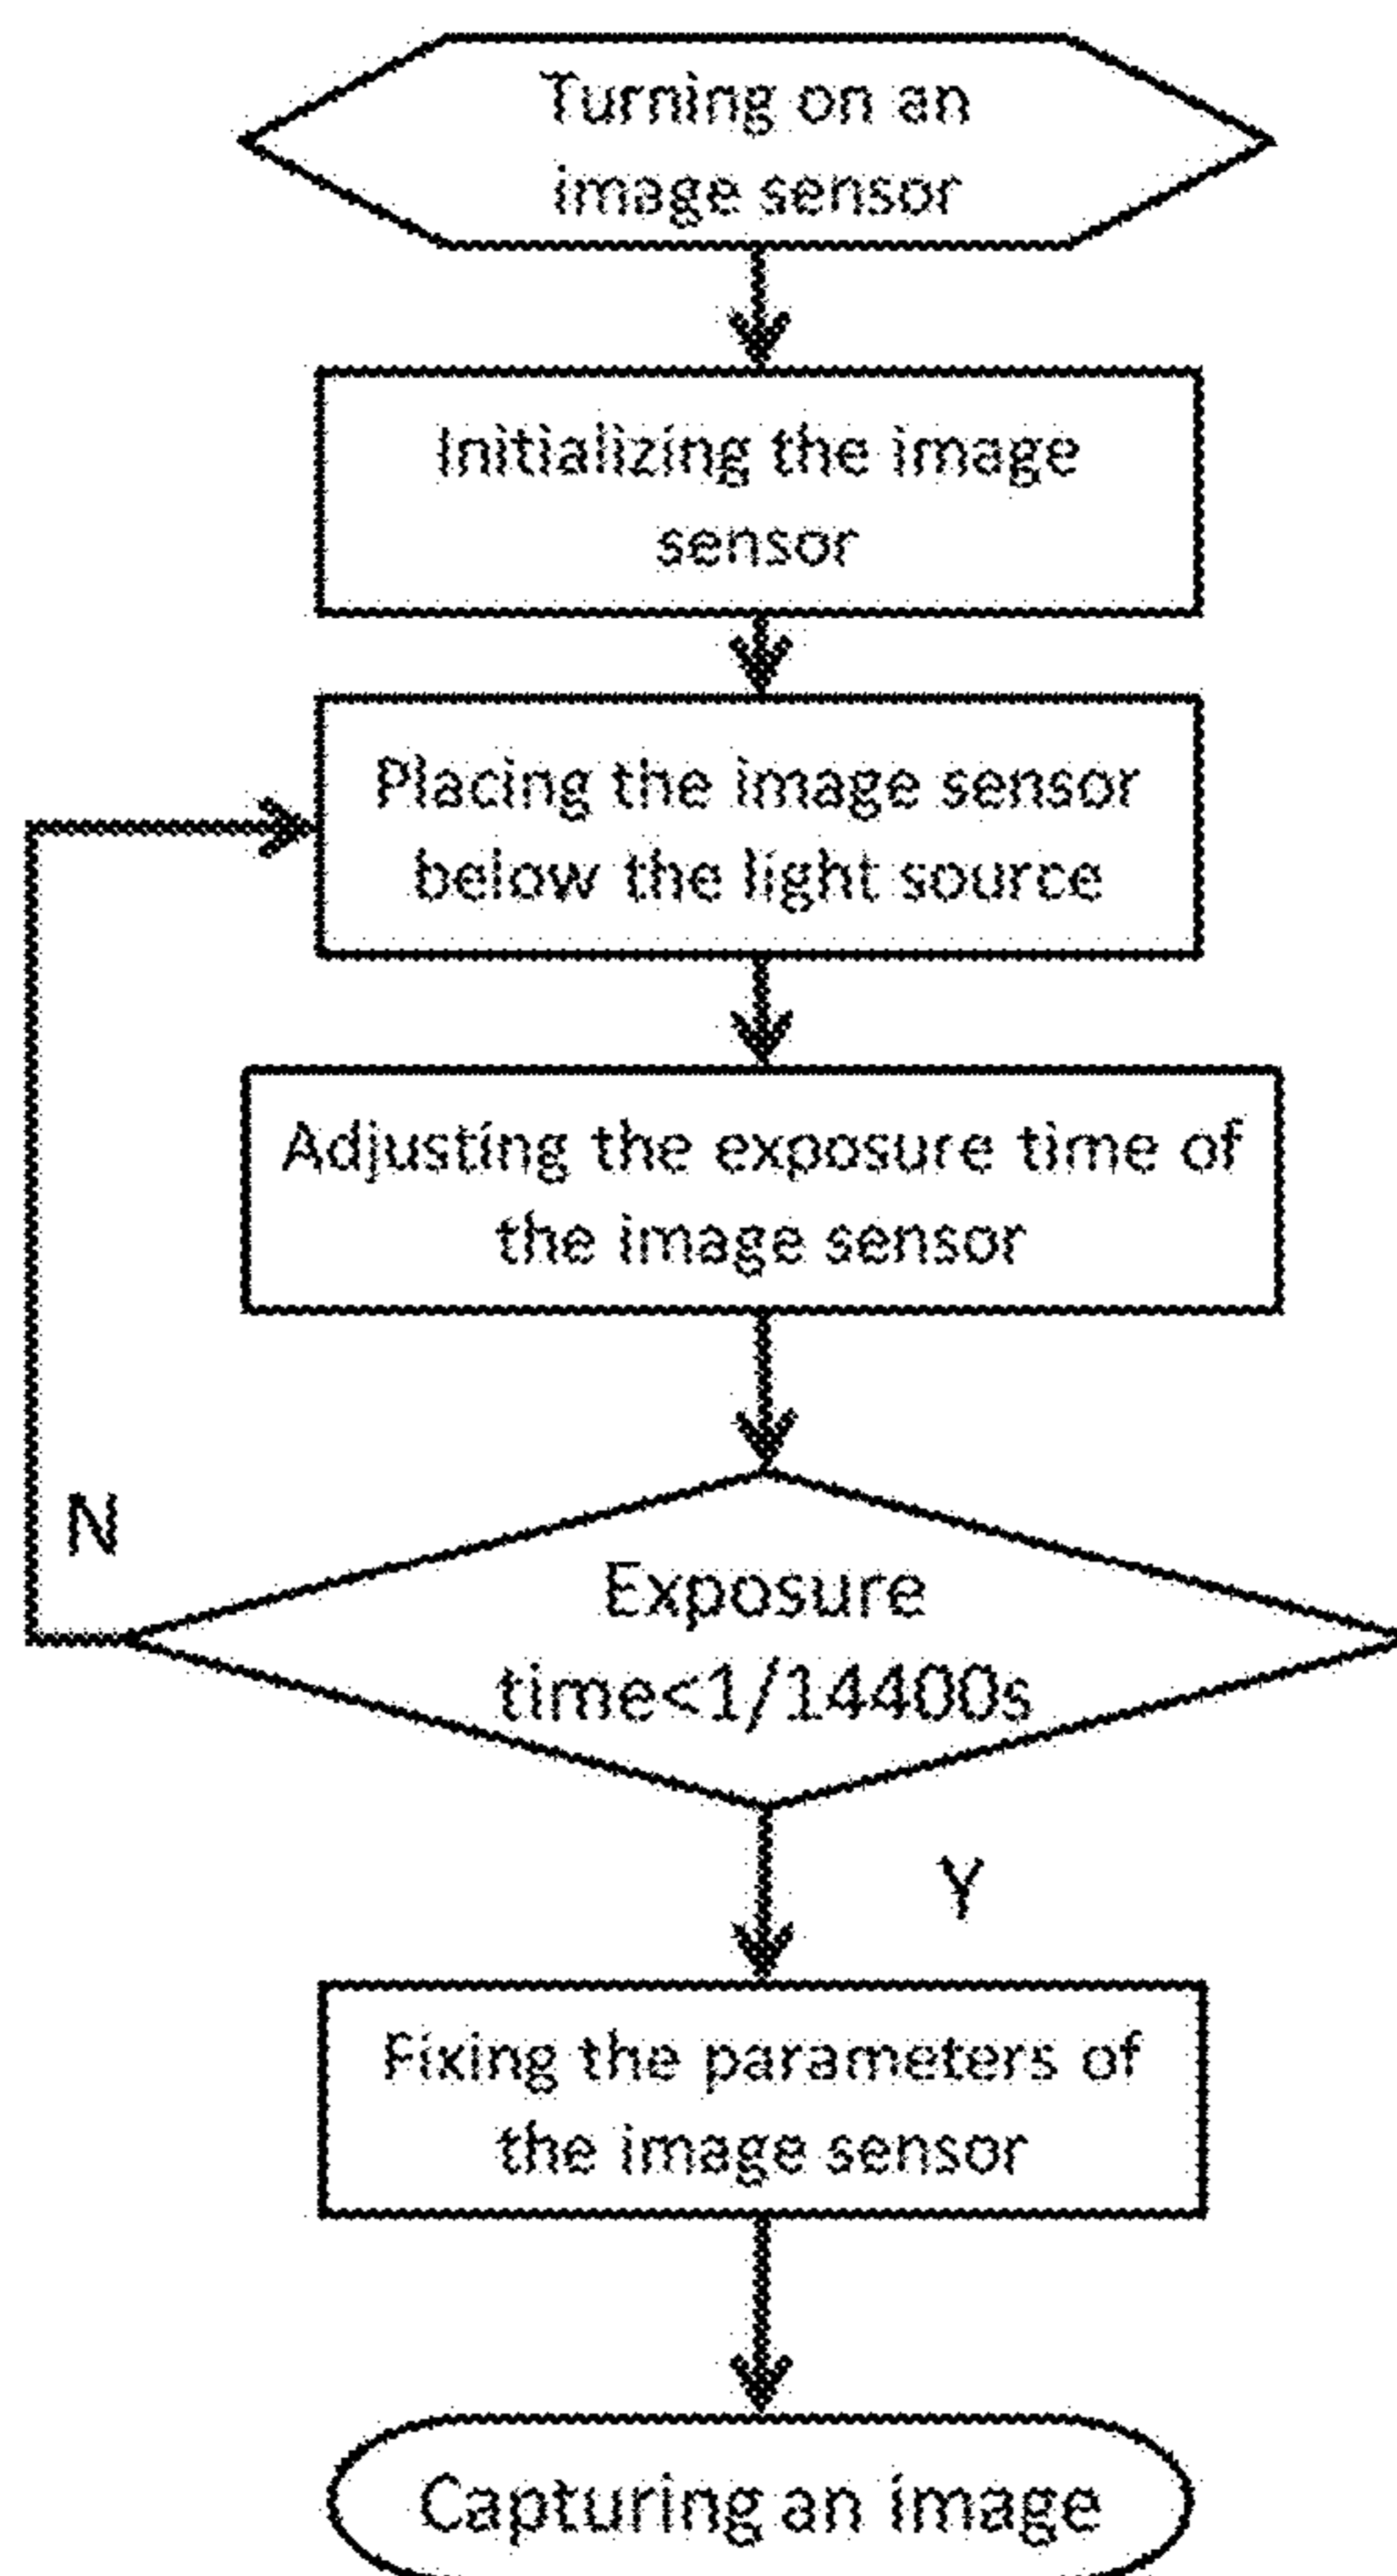 Turning on an
image sensor
Initializing the image
sensor
Placing the image sensor
below the light source
Adjusting the exposure time of
the image sensor
N
Exposure
time<1/14400s
Y
Fixing the parameters of
the image sensor
Capturing an image